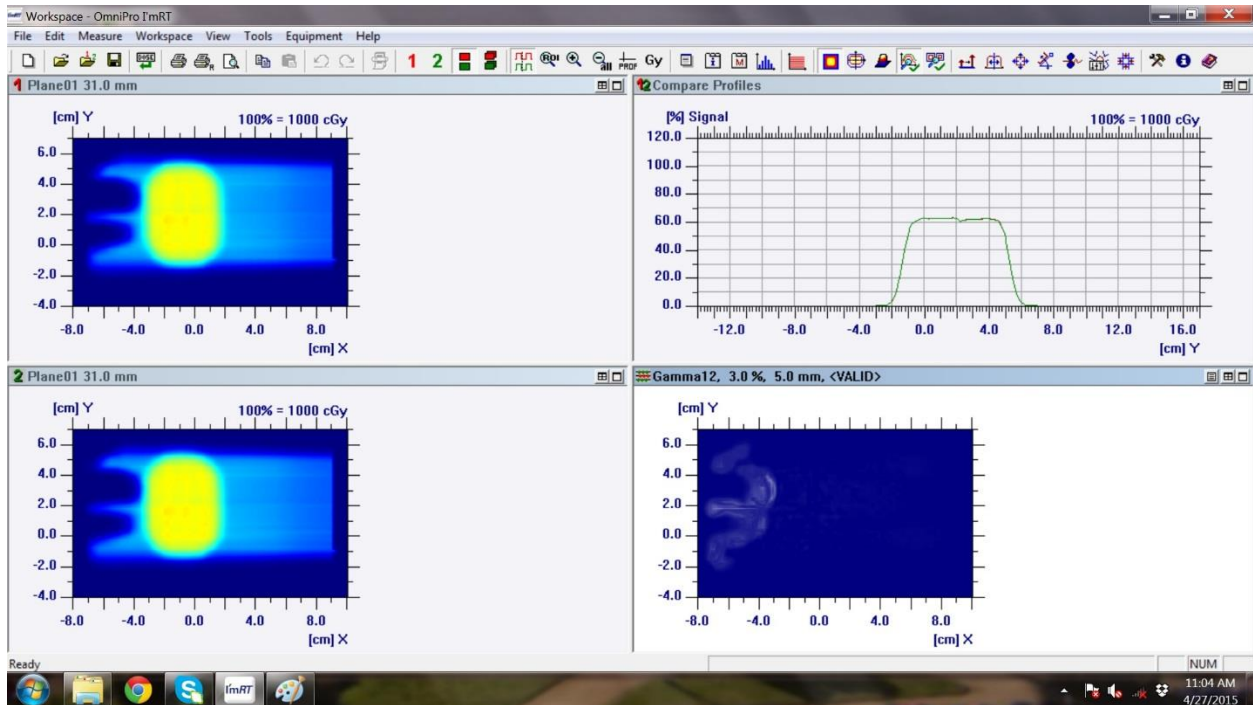 Workspace - OmniPro I'mRT
File Edit Measure Workspace View Tools Equipment Help
1 2 ROI all PROF Gy
1 Plane01 31.0 mm
[cm] Y 100% = 1000 cGy
6.0
4.0
2.0
0.0
-2.0
-4.0
-8.0 -4.0 0.0 4.0 8.0
[cm] X
12 Compare Profiles
[%] Signal 100% = 1000 cGy
120.0
100.0
80.0
60.0
40.0
20.0
0.0
-12.0 -8.0 -4.0 0.0 4.0 8.0 12.0 16.0
[cm] Y
2 Plane01 31.0 mm
[cm] Y 100% = 1000 cGy
6.0
4.0
2.0
0.0
-2.0
-4.0
-8.0 -4.0 0.0 4.0 8.0
[cm] X
Gamma12, 3.0 %, 5.0 mm, <VALID>
[cm] Y
6.0
4.0
2.0
0.0
-2.0
-4.0
-8.0 -4.0 0.0 4.0 8.0
[cm] X
Ready NUM
I'mRT
11:04 AM
4/27/2015